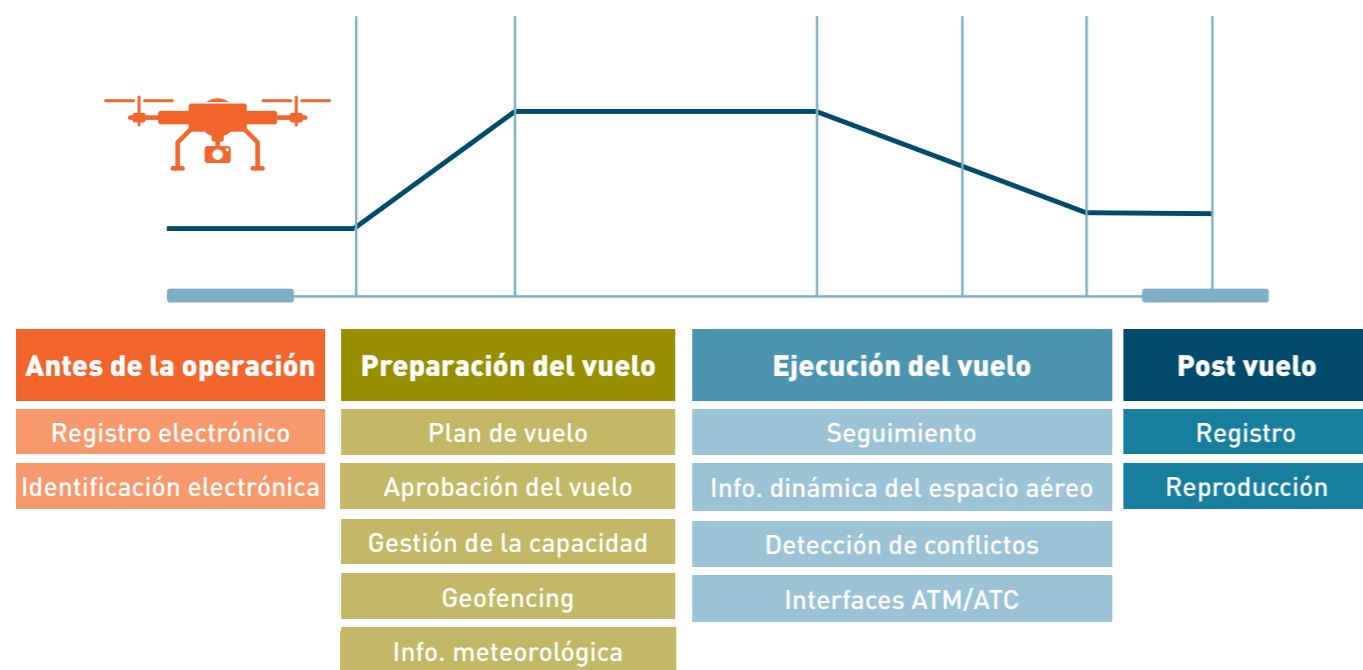 Antes de la operación
Registro electrónico
Identificación electrónica
Preparación del vuelo
Plan de vuelo
Aprobación del vuelo
Gestión de la capacidad
Geofencing
Info. meteorológica
Ejecución del vuelo
Seguimiento
Info. dinámica del espacio aéreo
Detección de conflictos
Interfaces ATM/ATC
Post vuelo
Registro
Reproducción